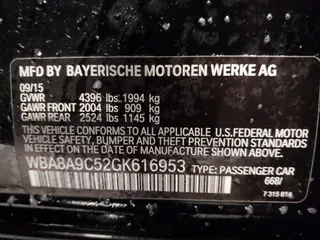 MFD BY BAYERISCHE MOTOREN WERKE AG
09/15
GVWR 4396 lbs 1994 kg
GAWR FRONT 2004 lbs 909 kg
GAWR REAR 2524 lbs 1145 kg
THIS VEHICLE CONFORMS TO ALL APPLICABLE U.S. FEDERAL MOTOR
VEHICLE SAFETY, BUMPER AND THEFT PREVENTION STANDARDS IN
EFFECT ON THE DATE OF MANUFACTURE SHOWN ABOVE.
WBA8A9C52GK616953 TYPE: PASSENGER CAR
668/
7 315 814